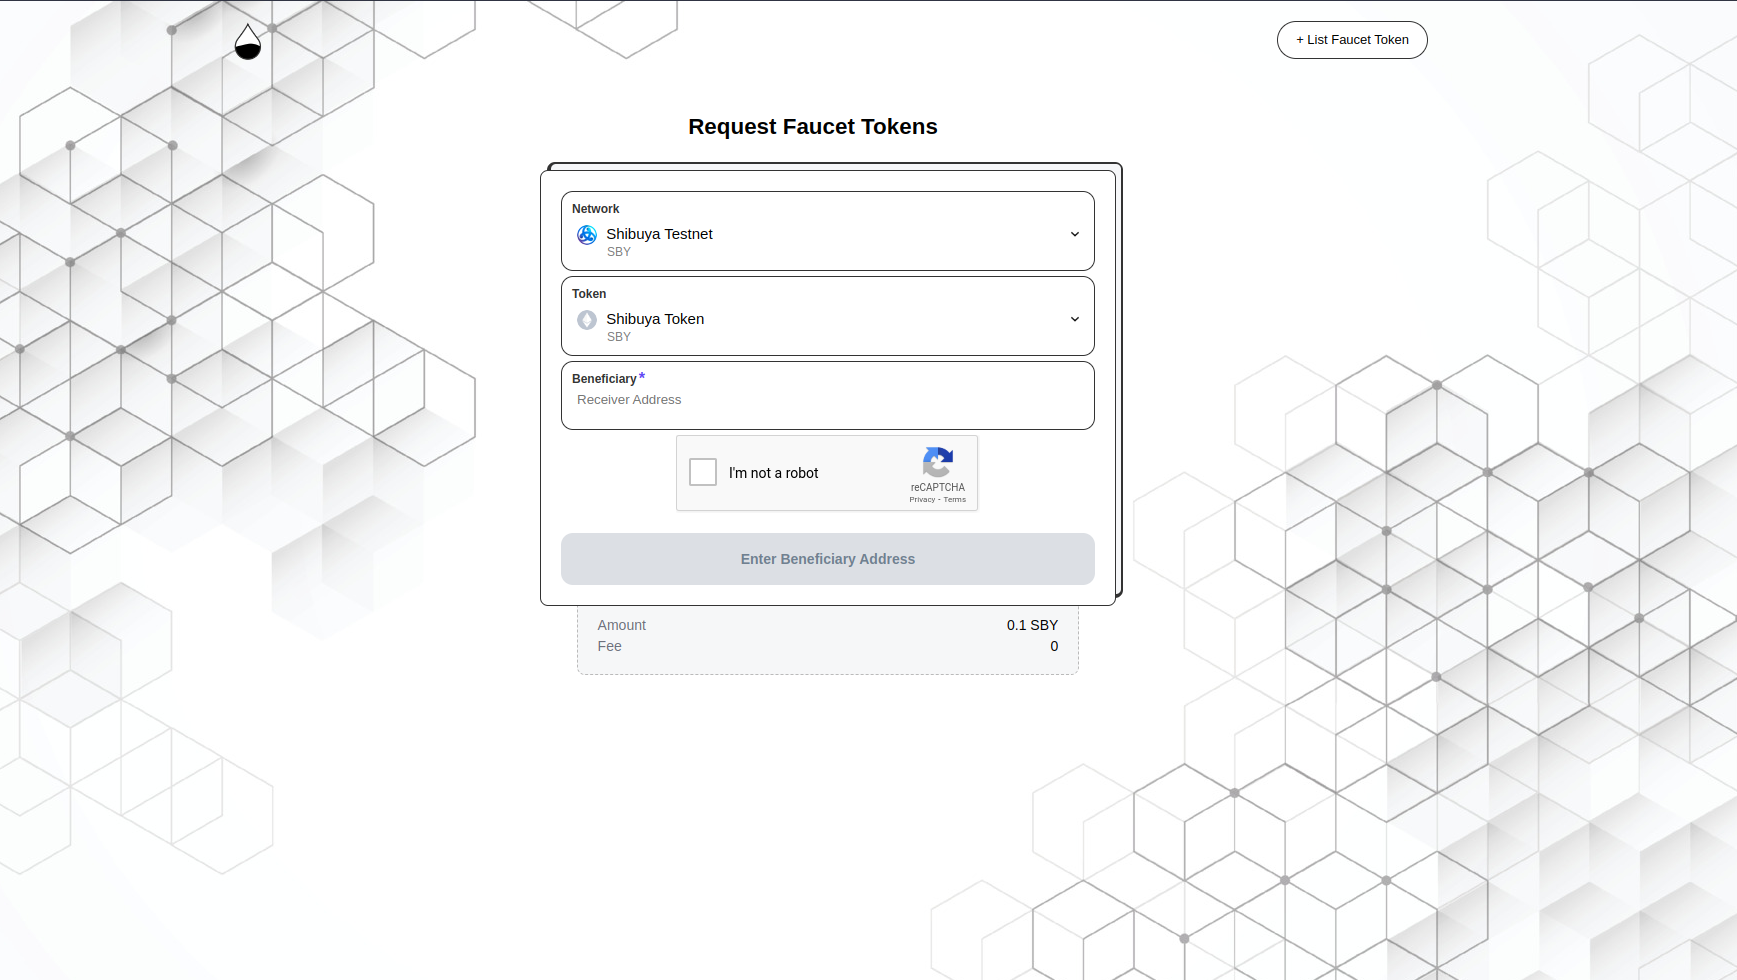 + List Faucet Token
Request Faucet Tokens
Network
Shibuya Testnet
SBY
Token
Shibuya Token
SBY
Beneficiary *
Receiver Address
I'm not a robot
reCAPTCHA
Privacy - Terms
Enter Beneficiary Address
Amount 0.1 SBY
Fee 0